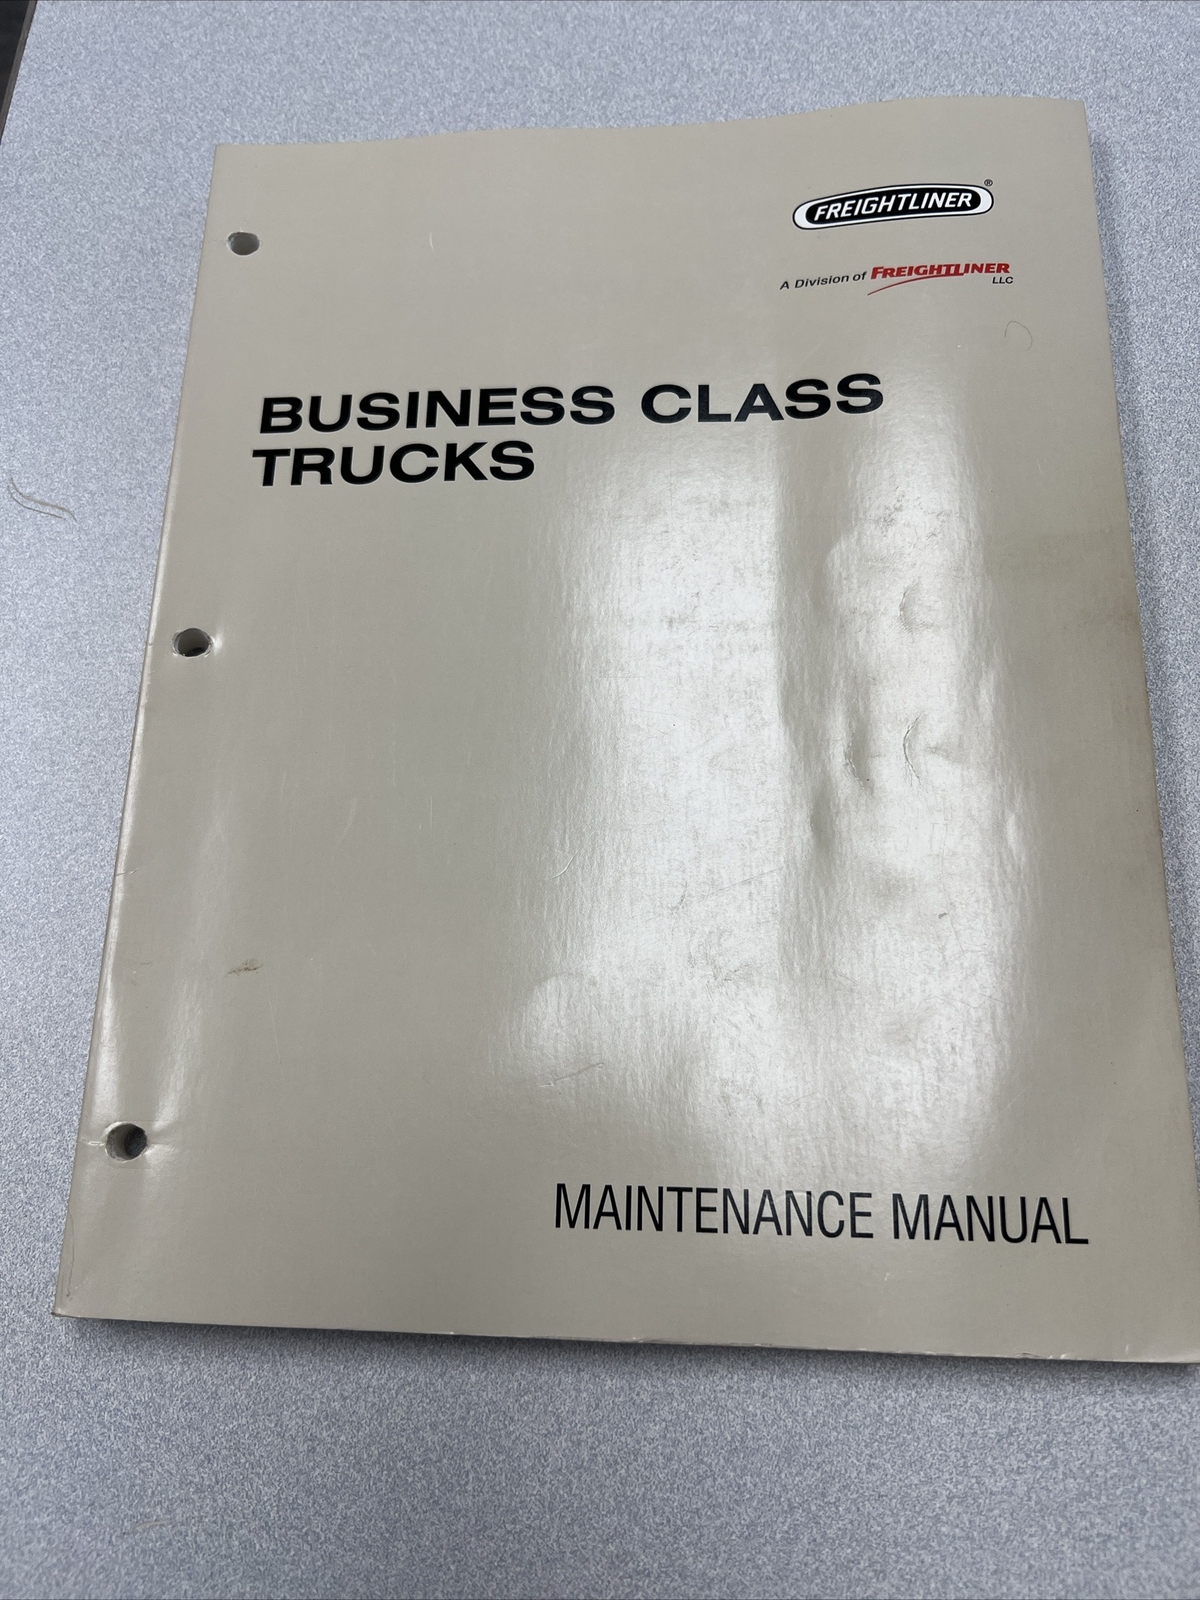 FREIGHTLINER®
A Division of FREIGHTLINER
LLC
BUSINESS CLASS
TRUCKS
MAINTENANCE MANUAL